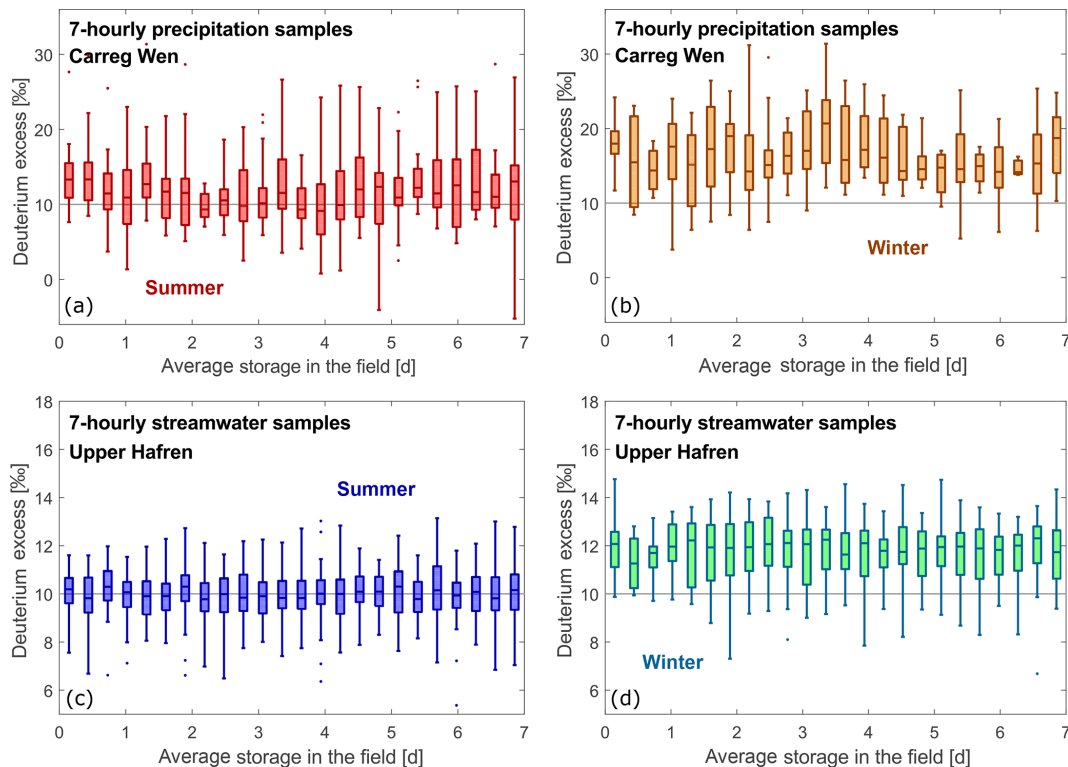 7-hourly precipitation samples
Carreg Wen
Deuterium excess [‰]
30
20
10
0
Summer
(a)
0 1 2 3 4 5 6 7
Average storage in the field [d]
7-hourly precipitation samples
Carreg Wen
Deuterium excess [‰]
30
20
10
0
Winter
(b)
0 1 2 3 4 5 6 7
Average storage in the field [d]
7-hourly streamwater samples
Upper Hafren
Deuterium excess [‰]
18
16
14
12
10
8
6
Summer
(c)
0 1 2 3 4 5 6 7
Average storage in the field [d]
7-hourly streamwater samples
Upper Hafren
Deuterium excess [‰]
18
16
14
12
10
8
6
Winter
(d)
0 1 2 3 4 5 6 7
Average storage in the field [d]